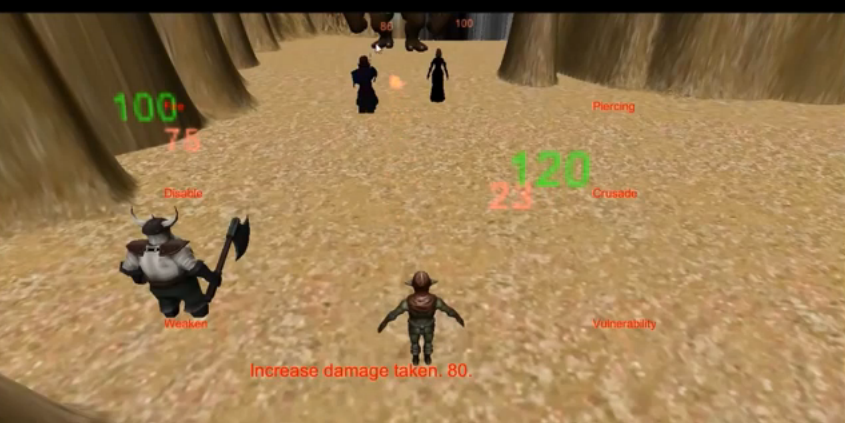 80 100
100
75
Piercing
120
23
Disable
Crusade
Weaken
Vulnerability
Increase damage taken. 80.